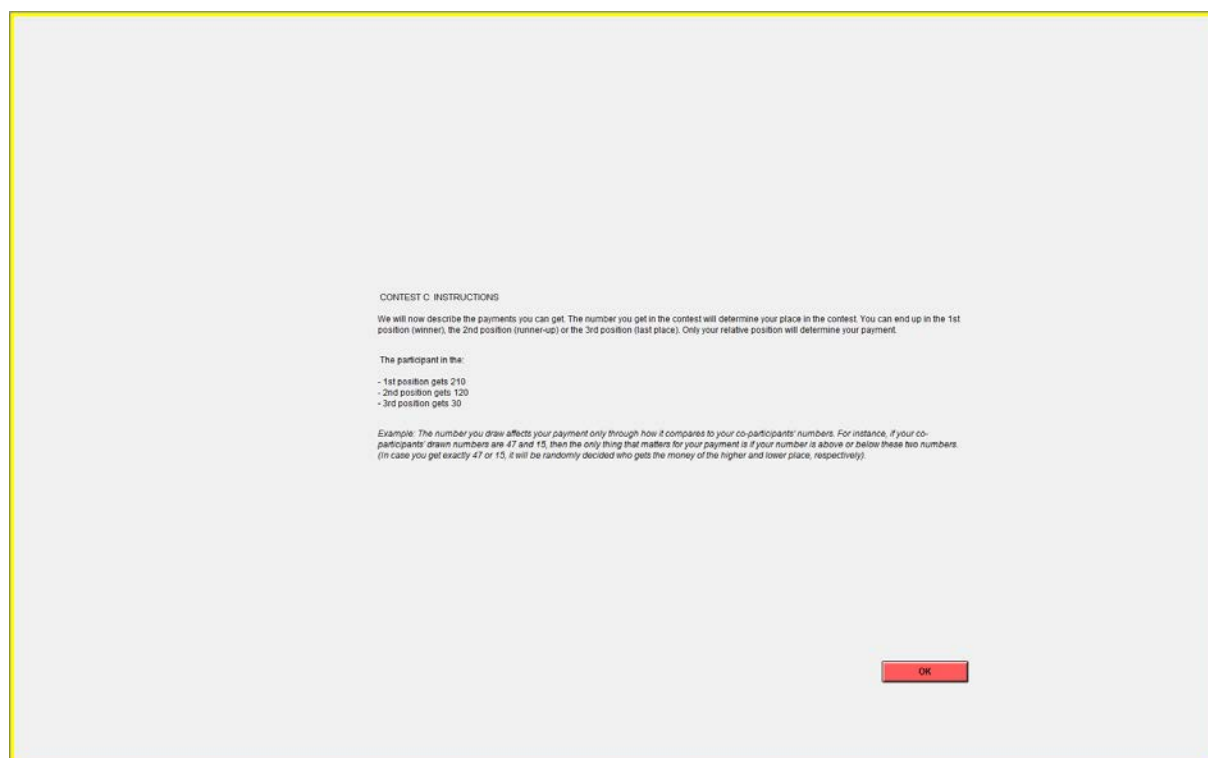 CONTEST C INSTRUCTIONS
We will now describe the payments you can get. The number you get in the contest will determine your place in the contest. You can end up in the 1st
position (winner), the 2nd position (runner-up) or the 3rd position (last place). Only your relative position will determine your payment.
The participant in the:
- 1st position gets 210
- 2nd position gets 120
- 3rd position gets 30
Example: The number you draw affects your payment only through how it compares to your co-participants' numbers. For instance, if your co-
participants' drawn numbers are 47 and 15, then the only thing that matters for your payment is if your number is above or below these two numbers.
(In case you get exactly 47 or 15, it will be randomly decided who gets the money of the higher and lower place, respectively).
OK